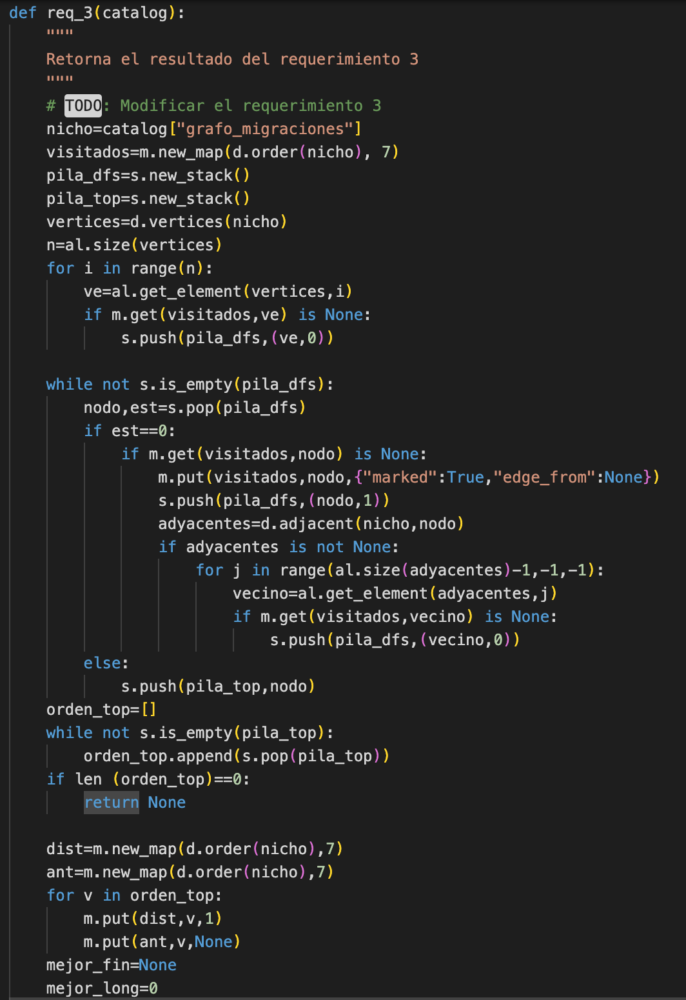 def req_3(catalog):
    """
    Retorna el resultado del requerimiento 3
    """
    # TODO: Modificar el requerimiento 3
    nicho=catalog["grafo_migraciones"]
    visitados=m.new_map(d.order(nicho), 7)
    pila_dfs=s.new_stack()
    pila_top=s.new_stack()
    vertices=d.vertices(nicho)
    n=al.size(vertices)
    for i in range(n):
        ve=al.get_element(vertices,i)
        if m.get(visitados,ve) is None:
            s.push(pila_dfs,(ve,0))

    while not s.is_empty(pila_dfs):
        nodo,est=s.pop(pila_dfs)
        if est==0:
            if m.get(visitados,nodo) is None:
                m.put(visitados,nodo,{"marked":True,"edge_from":None})
                s.push(pila_dfs,(nodo,1))
                adyacentes=d.adjacent(nicho,nodo)
                if adyacentes is not None:
                    for j in range(al.size(adyacentes)-1,-1,-1):
                        vecino=al.get_element(adyacentes,j)
                        if m.get(visitados,vecino) is None:
                            s.push(pila_dfs,(vecino,0))
        else:
            s.push(pila_top,nodo)
    orden_top=[]
    while not s.is_empty(pila_top):
        orden_top.append(s.pop(pila_top))
    if len (orden_top)==0:
        return None

    dist=m.new_map(d.order(nicho),7)
    ant=m.new_map(d.order(nicho),7)
    for v in orden_top:
        m.put(dist,v,1)
        m.put(ant,v,None)
    mejor_fin=None
    mejor_long=0